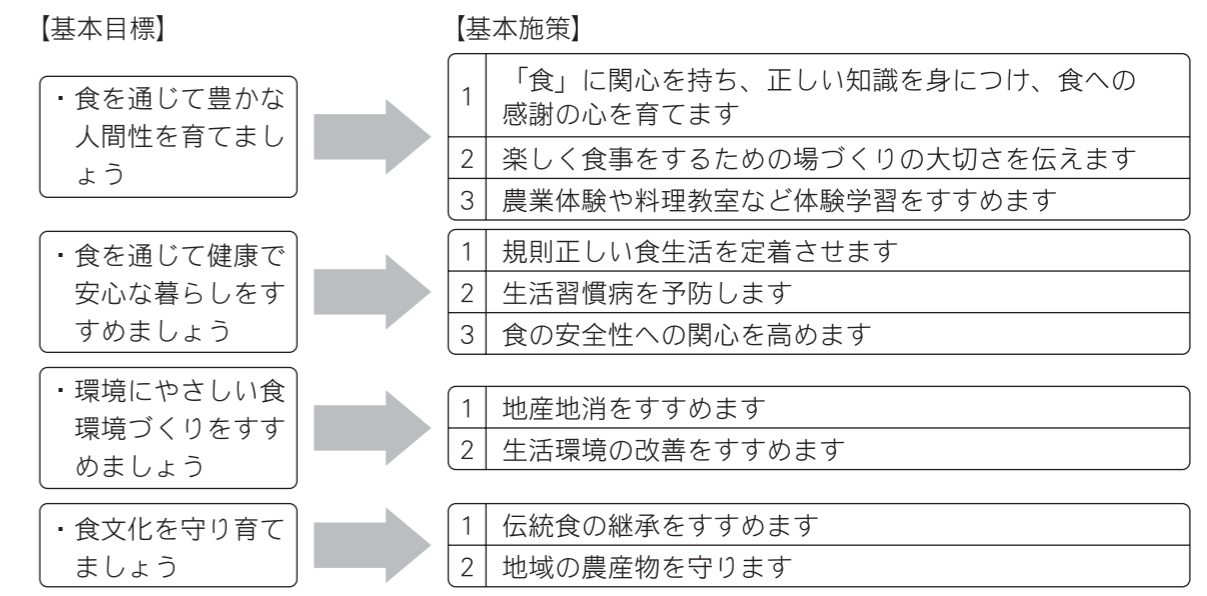 【基本目標】
【基本施策】
・食を通じて豊かな
人間性を育てまし
ょう
1 「食」に関心を持ち、正しい知識を身につけ、食への
感謝の心を育てます
2 楽しく食事をするための場づくりの大切さを伝えます
3 農業体験や料理教室など体験学習をすすめます
・食を通じて健康で
安心な暮らしをす
すめましょう
1 規則正しい食生活を定着させます
2 生活習慣病を予防します
3 食の安全性への関心を高めます
・環境にやさしい食
環境づくりをすす
めましょう
1 地産地消をすすめます
2 生活環境の改善をすすめます
・食文化を守り育て
ましょう
1 伝統食の継承をすすめます
2 地域の農産物を守ります